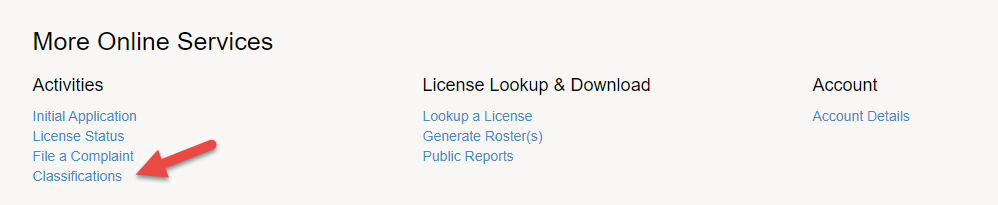 More Online Services
Activities
Initial Application
License Status
File a Complaint
Classifications
License Lookup & Download
Lookup a License
Generate Roster(s)
Public Reports
Account
Account Details